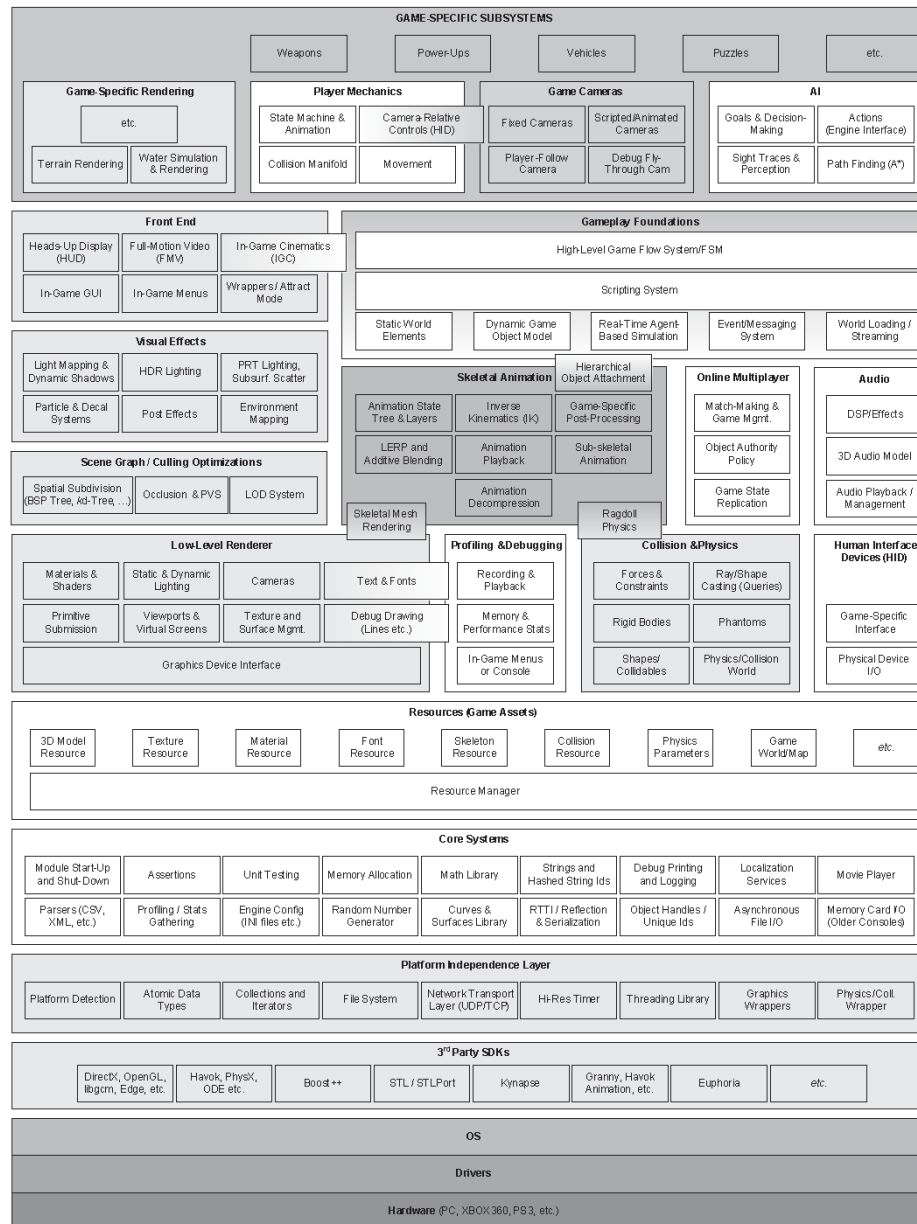 GAME-SPECIFIC SUBSYSTEMS
Weapons
Power-Ups
Vehicles
Puzzles
etc.
Game-Specific Rendering
etc.
Terrain Rendering
Water Simulation
& Rendering
Player Mechanics
State Machine &
Animation
Camera-Relative
Controls (HID)
Collision Manifold
Movement
Game Cameras
Fixed Cameras
Scripted/Animated
Cameras
Player-Follow
Camera
Debug Fly-
Through Cam
AI
Goals & Decision-
Making
Actions
(Engine Interface)
Sight Traces &
Perception
Path Finding (A*)
Front End
Heads-Up Display
(HUD)
Full-Motion Video
(FMV)
In-Game Cinematics
(IGC)
In-Game GUI
In-Game Menus
Wrappers / Attract
Mode
Gameplay Foundations
High-Level Game Flow System/FSM
Scripting System
Static World
Elements
Dynamic Game
Object Model
Real-Time Agent-
Based Simulation
Event/Messaging
System
World Loading /
Streaming
Visual Effects
Light Mapping &
Dynamic Shadows
HDR Lighting
PRT Lighting,
Subsurf. Scatter
Particle & Decal
Systems
Post Effects
Environment
Mapping
Skeletal Animation
Hierarchical
Object Attachment
Animation State
Tree & Layers
Inverse
Kinematics (IK)
Game-Specific
Post-Processing
LERP and
Additive Blending
Animation
Playback
Sub-skeletal
Animation
Animation
Decompression
Skeletal Mesh
Rendering
Ragdoll
Physics
Online Multiplayer
Match-Making &
Game Mgmt.
Object Authority
Policy
Game State
Replication
Audio
DSP/Effects
3D Audio Model
Audio Playback /
Management
Scene Graph / Culling Optimizations
Spatial Subdivision
(BSP Tree, kd-Tree, …)
Occlusion & PVS
LOD System
Low-Level Renderer
Materials &
Shaders
Static & Dynamic
Lighting
Cameras
Text & Fonts
Primitive
Submission
Viewports &
Virtual Screens
Texture and
Surface Mgmt.
Debug Drawing
(Lines etc.)
Graphics Device Interface
Profiling & Debugging
Recording &
Playback
Memory &
Performance Stats
In-Game Menus
or Console
Collision & Physics
Forces &
Constraints
Ray/Shape
Casting (Queries)
Rigid Bodies
Phantoms
Shapes/
Collidables
Physics/Collision
World
Human Interface
Devices (HID)
Game-Specific
Interface
Physical Device
I/O
Resources (Game Assets)
3D Model
Resource
Texture
Resource
Material
Resource
Font
Resource
Skeleton
Resource
Collision
Resource
Physics
Parameters
Game
World/Map
etc.
Resource Manager
Core Systems
Module Start-Up
and Shut-Down
Assertions
Unit Testing
Memory Allocation
Math Library
Strings and
Hashed String Ids
Debug Printing
and Logging
Localization
Services
Movie Player
Parsers (CSV,
XML, etc.)
Profiling / Stats
Gathering
Engine Config
(INI files etc.)
Random Number
Generator
Curves &
Surfaces Library
RTTI / Reflection
& Serialization
Object Handles /
Unique Ids
Asynchronous
File I/O
Memory Card I/O
(Older Consoles)
Platform Independence Layer
Platform Detection
Atomic Data
Types
Collections and
Iterators
File System
Network Transport
Layer (UDP/TCP)
Hi-Res Timer
Threading Library
Graphics
Wrappers
Physics/Coll.
Wrapper
3rd Party SDKs
DirectX, OpenGL,
libgcm, Edge, etc.
Havok, PhysX,
ODE etc.
Boost++
STL / STLPort
Kynapse
Granny, Havok
Animation, etc.
Euphoria
etc.
OS
Drivers
Hardware (PC, XBOX360, PS3, etc.)